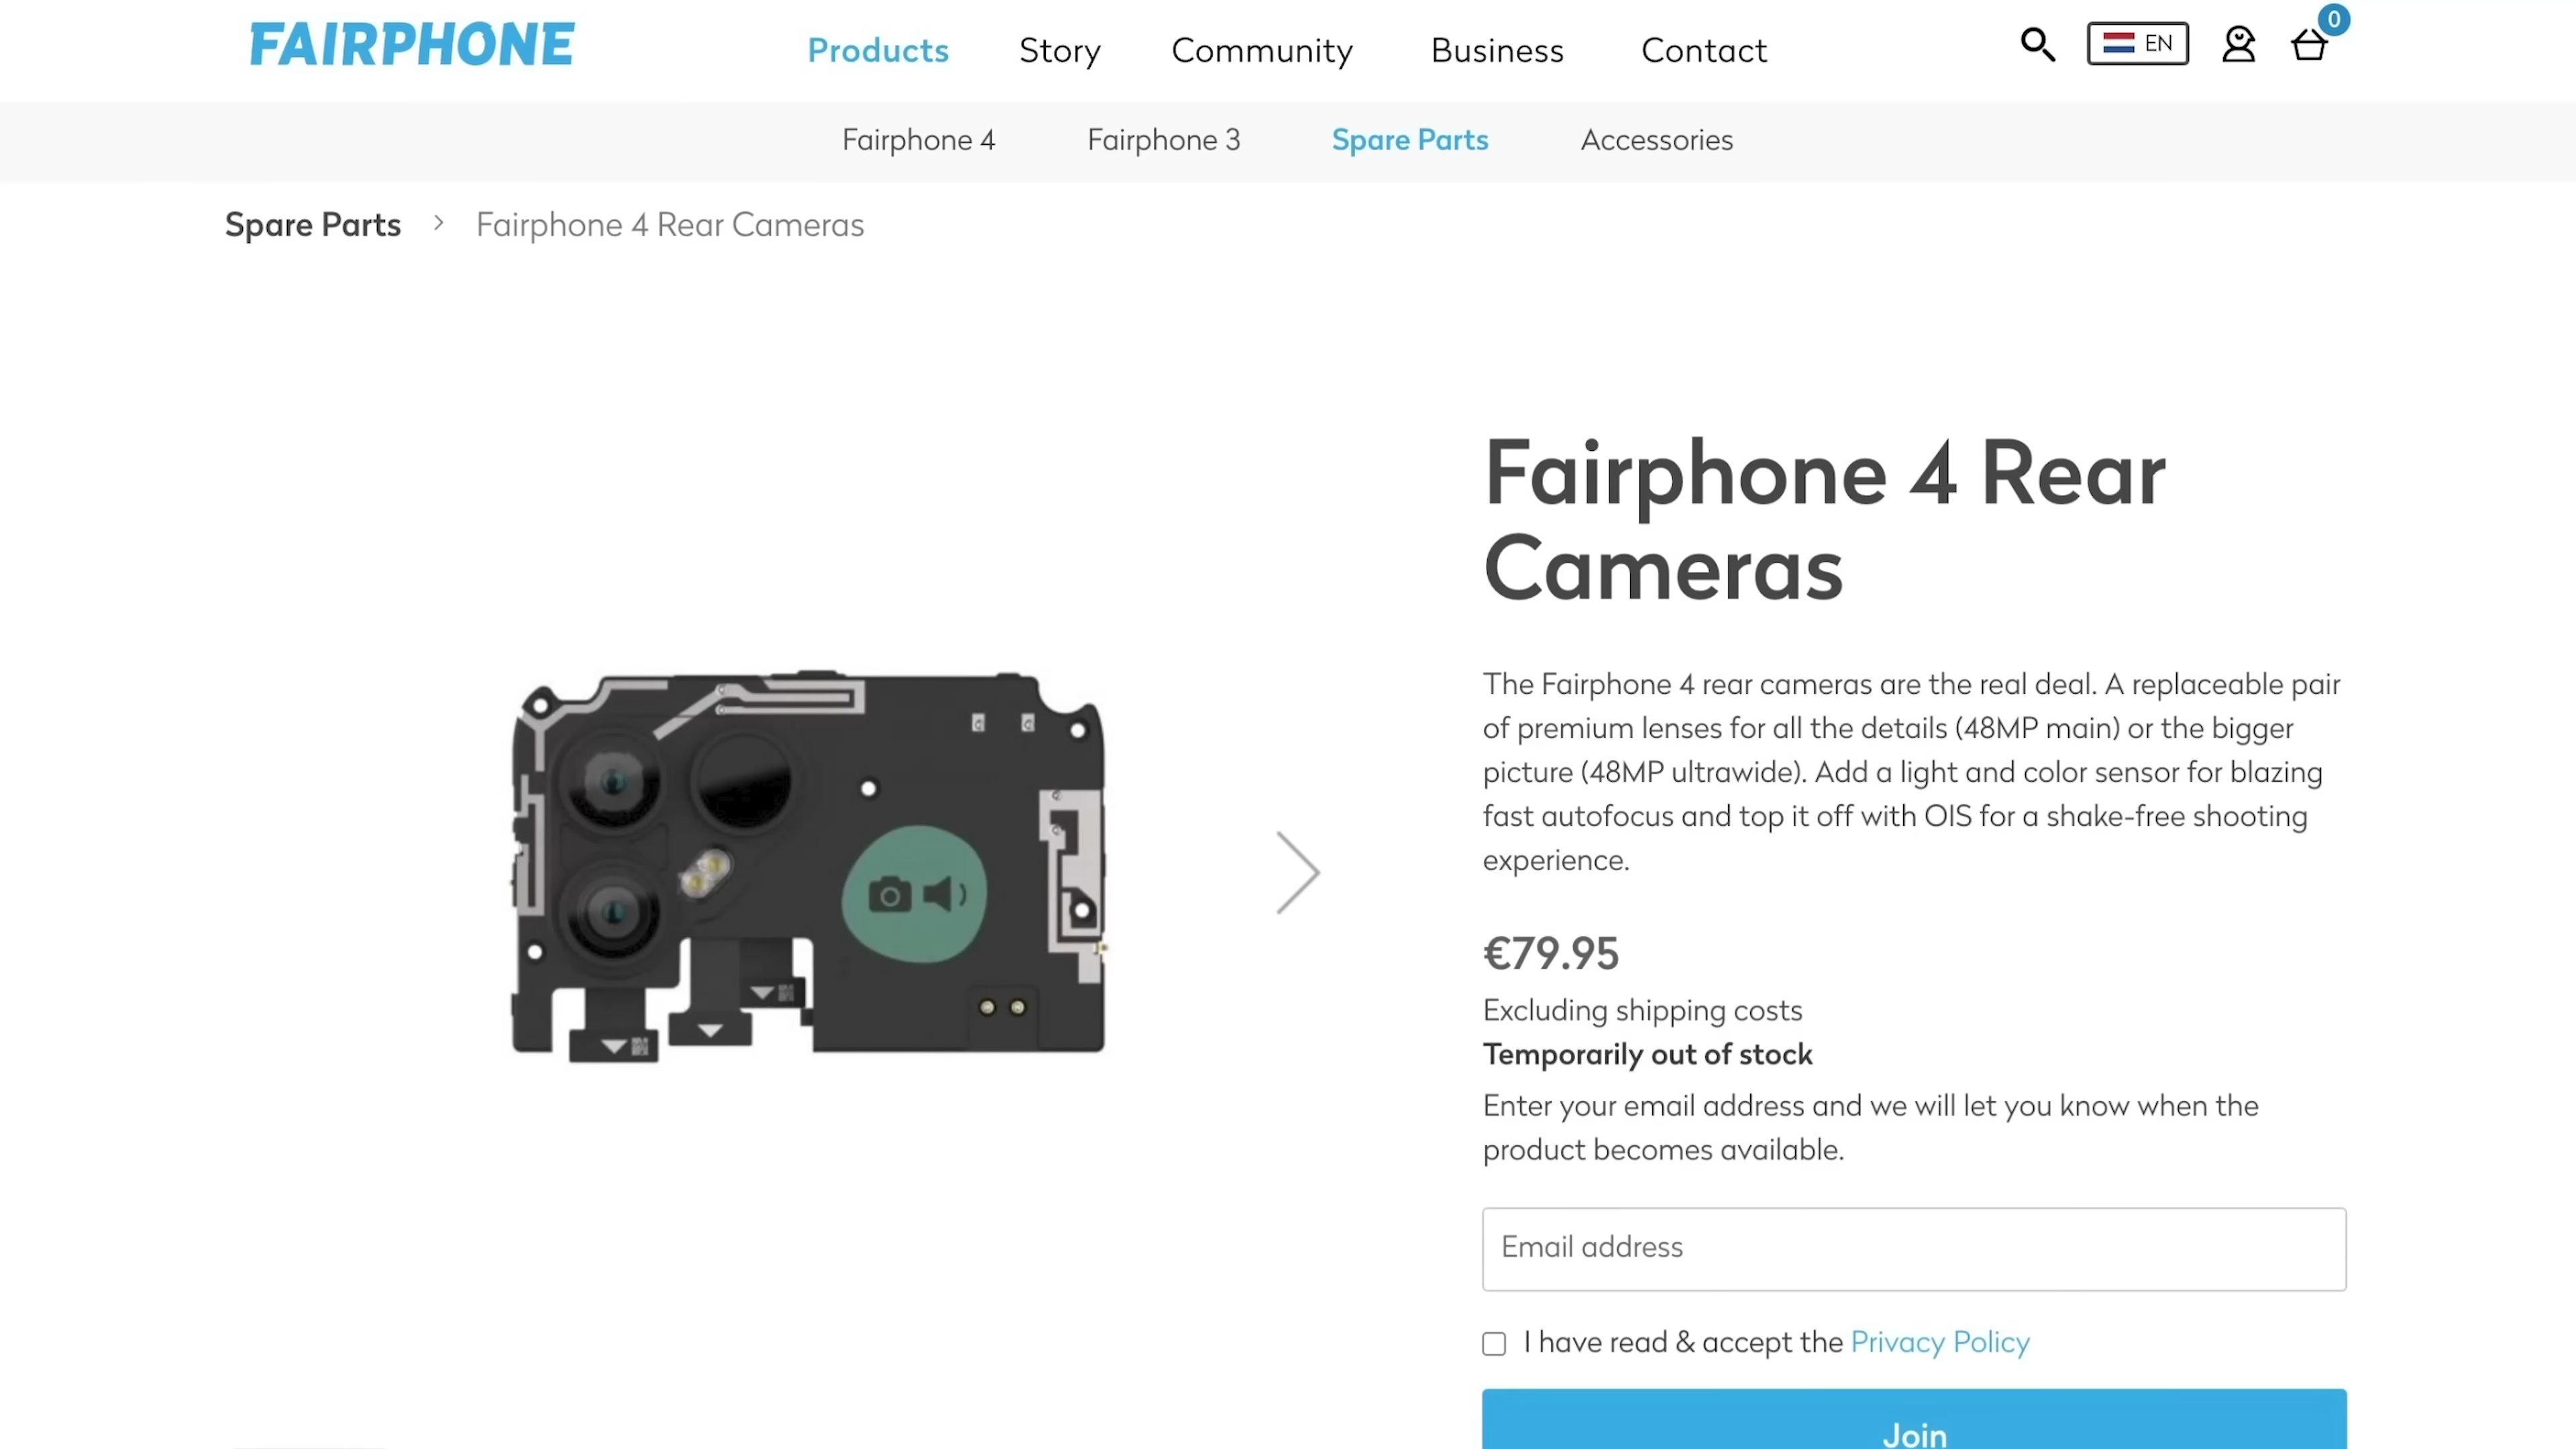 FAIRPHONE
Products
Story
Community
Business
Contact
EN
0
Fairphone 4
Fairphone 3
Spare Parts
Accessories
Spare Parts > Fairphone 4 Rear Cameras
Fairphone 4 Rear
Cameras
The Fairphone 4 rear cameras are the real deal. A replaceable pair
of premium lenses for all the details (48MP main) or the bigger
picture (48MP ultrawide). Add a light and color sensor for blazing
fast autofocus and top it off with OIS for a shake-free shooting
experience.
€79.95
Excluding shipping costs
Temporarily out of stock
Enter your email address and we will let you know when the
product becomes available.
Email address
I have read & accept the Privacy Policy
Join